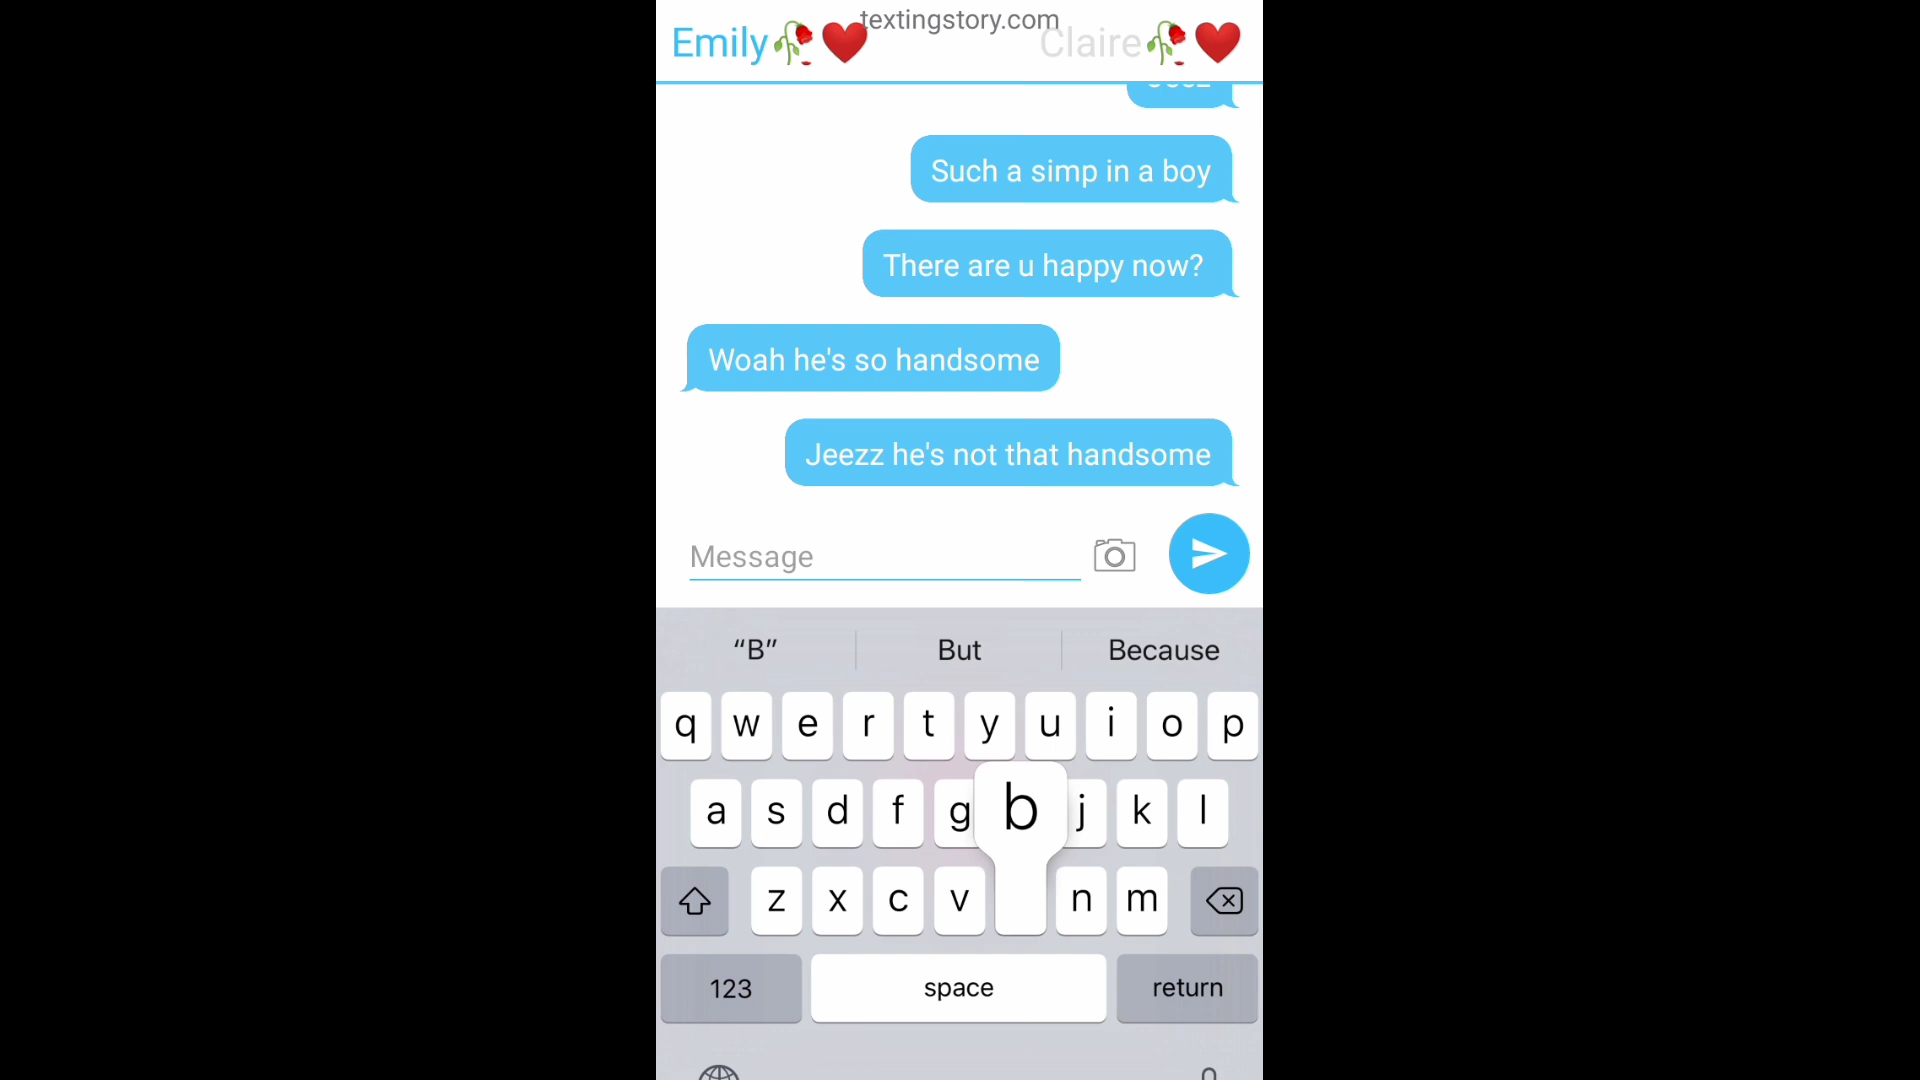 textingstory.com
Emily🥀❤️ Claire🥀❤️
Such a simp in a boy
There are u happy now?
Woah he's so handsome
Jeezz he's not that handsome
Message
“B” But Because
q w e r t y u i o p
a s d f g b j k l
z x c v n m
123 space return